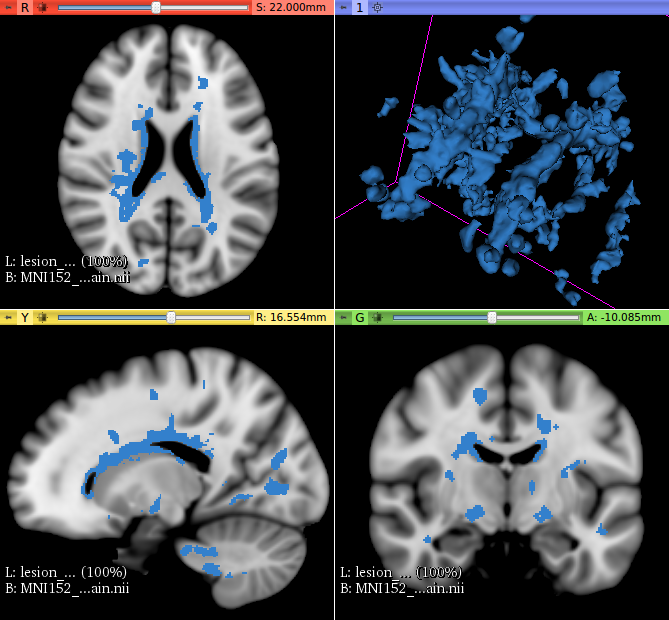 R S: 22.000mm
1
L: lesion_... (100%)
B: MNI152_...ain.nii
Y R: 16.554mm
G A: -10.085mm
L: lesion_... (100%)
B: MNI152_...ain.nii
L: lesion_... (100%)
B: MNI152_...ain.nii